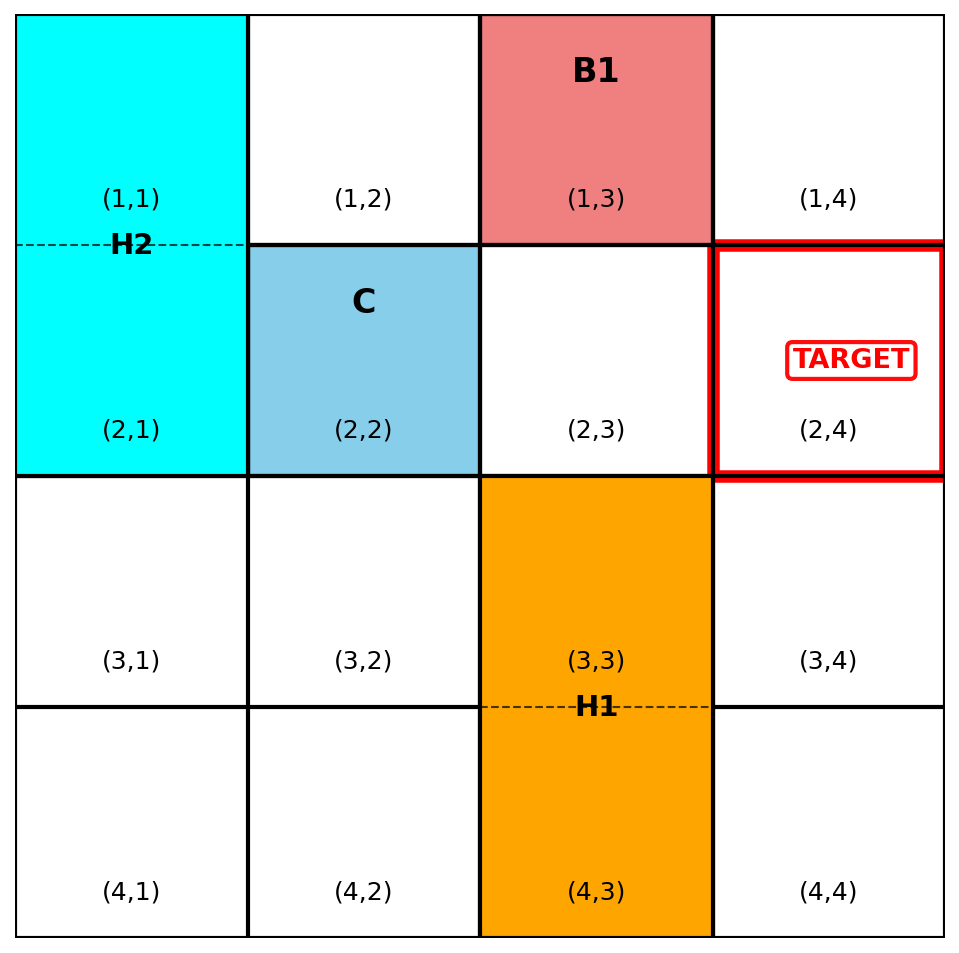 B1
(1,1) (1,2) (1,3) (1,4)
H2
C
TARGET
(2,1) (2,2) (2,3) (2,4)
(3,1) (3,2) (3,3) (3,4)
H1
(4,1) (4,2) (4,3) (4,4)